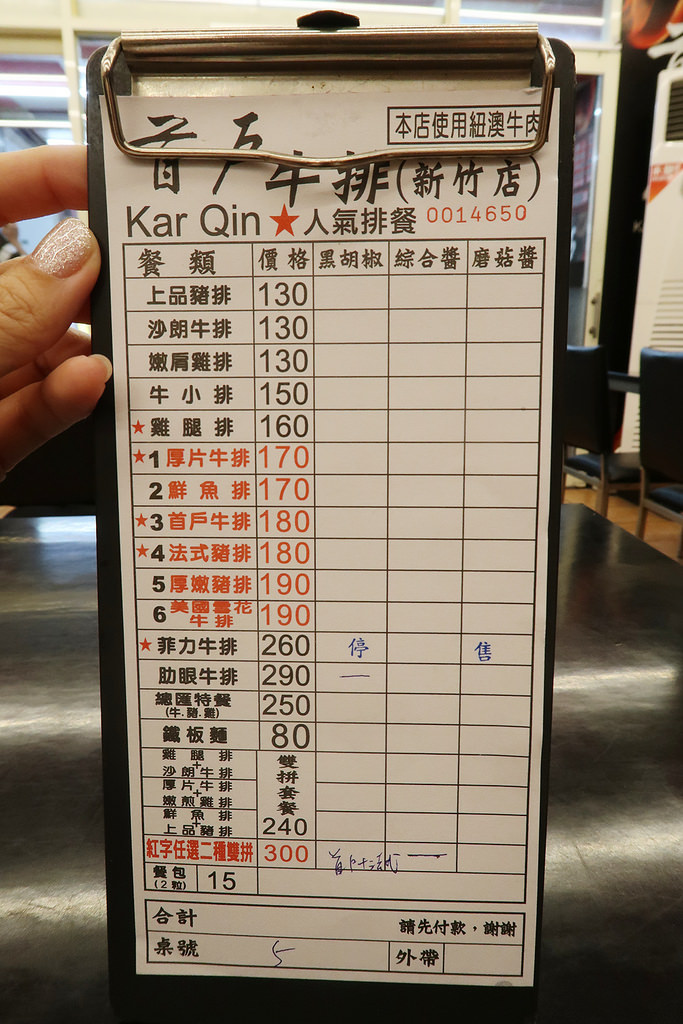 本店使用紐澳牛肉
首戶牛排(新竹店)
Kar Qin ★人氣排餐 0014650
餐類 價格 黑胡椒 綜合醬 磨菇醬
上品豬排 130
沙朗牛排 130
嫩肩雞排 130
牛小排 150
★雞腿排 160
★1厚片牛排 170
2鮮魚排 170
★3首戶牛排 180
★4法式豬排 180
5厚嫩豬排 190
6美國雪花牛排 190
★菲力牛排 260 停 售
肋眼牛排 290 一
總匯特餐 250
(牛.豬.雞)
鐵板麵 80
雞腿排
+
沙朗牛排
厚片牛排
+
嫩煎雞排
鮮魚排
+
上品豬排
雙拼套餐
240
紅字任選二種雙拼 300 首戶+法式 一
餐包
(2粒) 15
合計 請先付款,謝謝
桌號 5 外帶